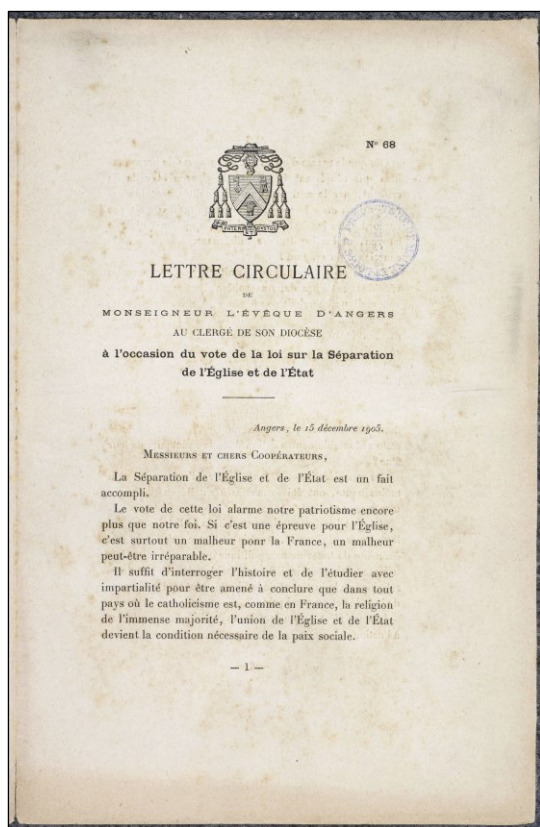 N° 68
LETTRE CIRCULAIRE
DE
MONSEIGNEUR L'ÉVÊQUE D'ANGERS
AU CLERGÉ DE SON DIOCÈSE
à l'occasion du vote de la loi sur la Séparation
de l'Église et de l'État
Angers, le 15 décembre 1905.
MESSIEURS ET CHERS COOPÉRATEURS,
La Séparation de l'Église et de l'État est un fait
accompli.
Le vote de cette loi alarme notre patriotisme encore
plus que notre foi. Si c'est une épreuve pour l'Église,
c'est surtout un malheur ponr la France, un malheur
peut-être irréparable.
Il suffit d'interroger l'histoire et de l'étudier avec
impartialité pour être amené à conclure que dans tout
pays où le catholicisme est, comme en France, la religion
de l'immense majorité, l'union de l'Église et de l'État
devient la condition nécessaire de la paix sociale.
— 1 —